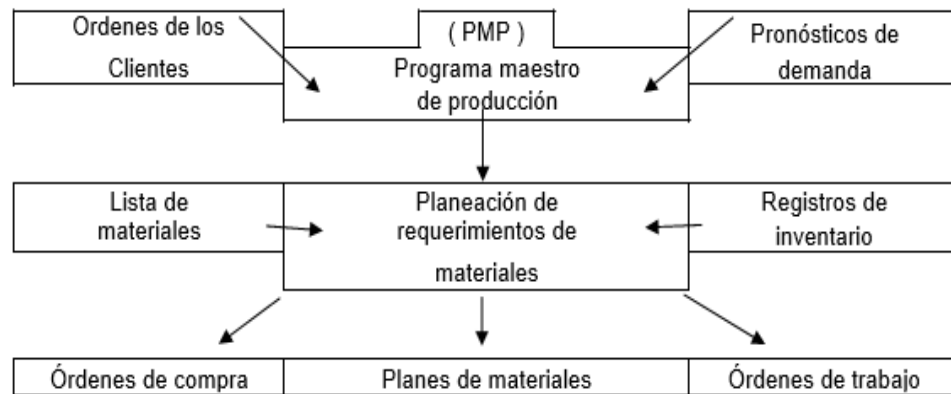 Ordenes de los
Clientes
( PMP )
Programa maestro
de producción
Pronósticos de
demanda
Lista de
materiales
Planeación de
requerimientos de
materiales
Registros de
inventario
Órdenes de compra
Planes de materiales
Órdenes de trabajo